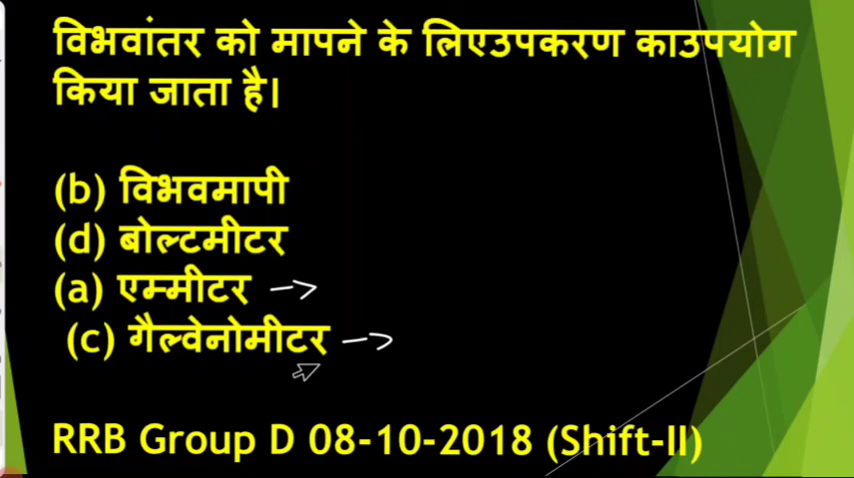 विभवांतर को मापने के लिएउपकरण काउपयोग
किया जाता है।
(b) विभवमापी
(d) बोल्टमीटर
(a) एम्मीटर
(c) गैल्वेनोमीटर
RRB Group D 08-10-2018 (Shift-II)